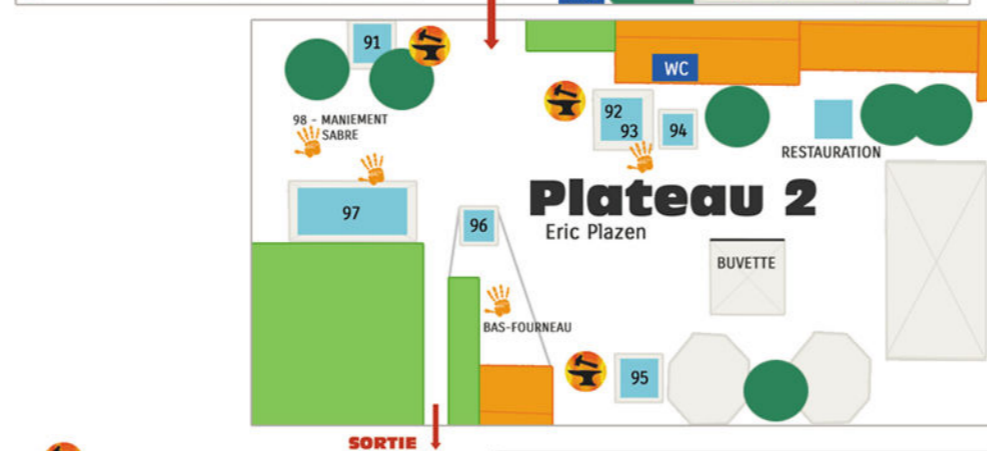 91
WC
92
93
94
98 - MANIEMENT
SABRE
RESTAURATION
Plateau 2
97
96
Eric Plazen
BUVETTE
BAS-FOURNEAU
95
SORTIE